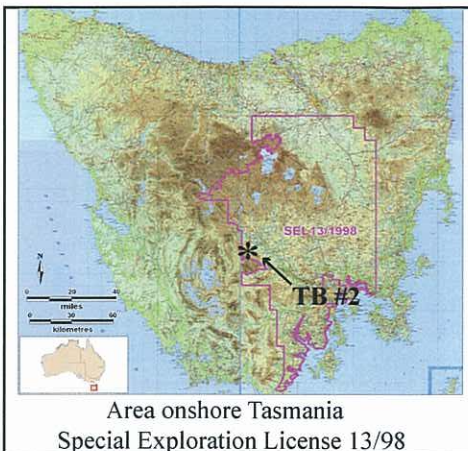 SEL13/1998
TB #2
N
0 20 40
miles
0 30 60
kilometres
Area onshore Tasmania
Special Exploration License 13/98